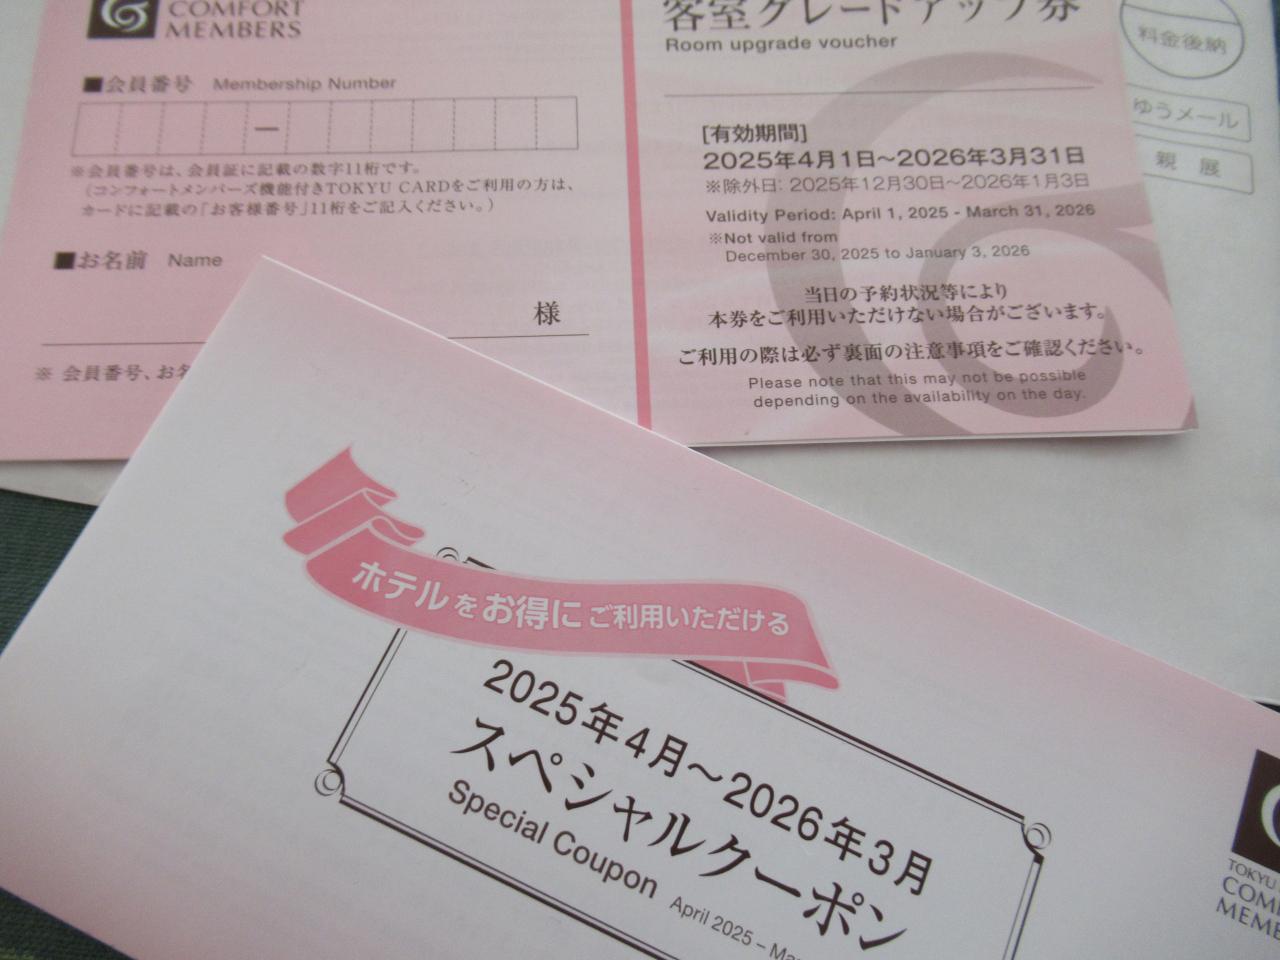 COMFORT
MEMBERS
■会員番号 Membership Number
—
※会員番号は、会員証に記載の数字11桁です。
（コンフォートメンバーズ機能付きTOKYU CARDをご利用の方は、
カードに記載の「お客様番号」11桁をご記入ください。）
■お名前 Name
様
※ 会員番号、お名
客室グレードアップ券
Room upgrade voucher
[有効期間]
2025年4月1日～2026年3月31日
※除外日: 2025年12月30日～2026年1月3日
Validity Period: April 1, 2025 - March 31, 2026
※Not valid from
December 30, 2025 to January 3, 2026
当日の予約状況等により
本券をご利用いただけない場合がございます。
ご利用の際は必ず裏面の注意事項をご確認ください。
Please note that this may not be possible
depending on the availability on the day.
料金後納
ゆうメール
親 展
ホテルをお得にご利用いただける
2025年4月～2026年3月
スペシャルクーポン
Special Coupon April 2025 – Ma
TOKYU
COM
MEMB